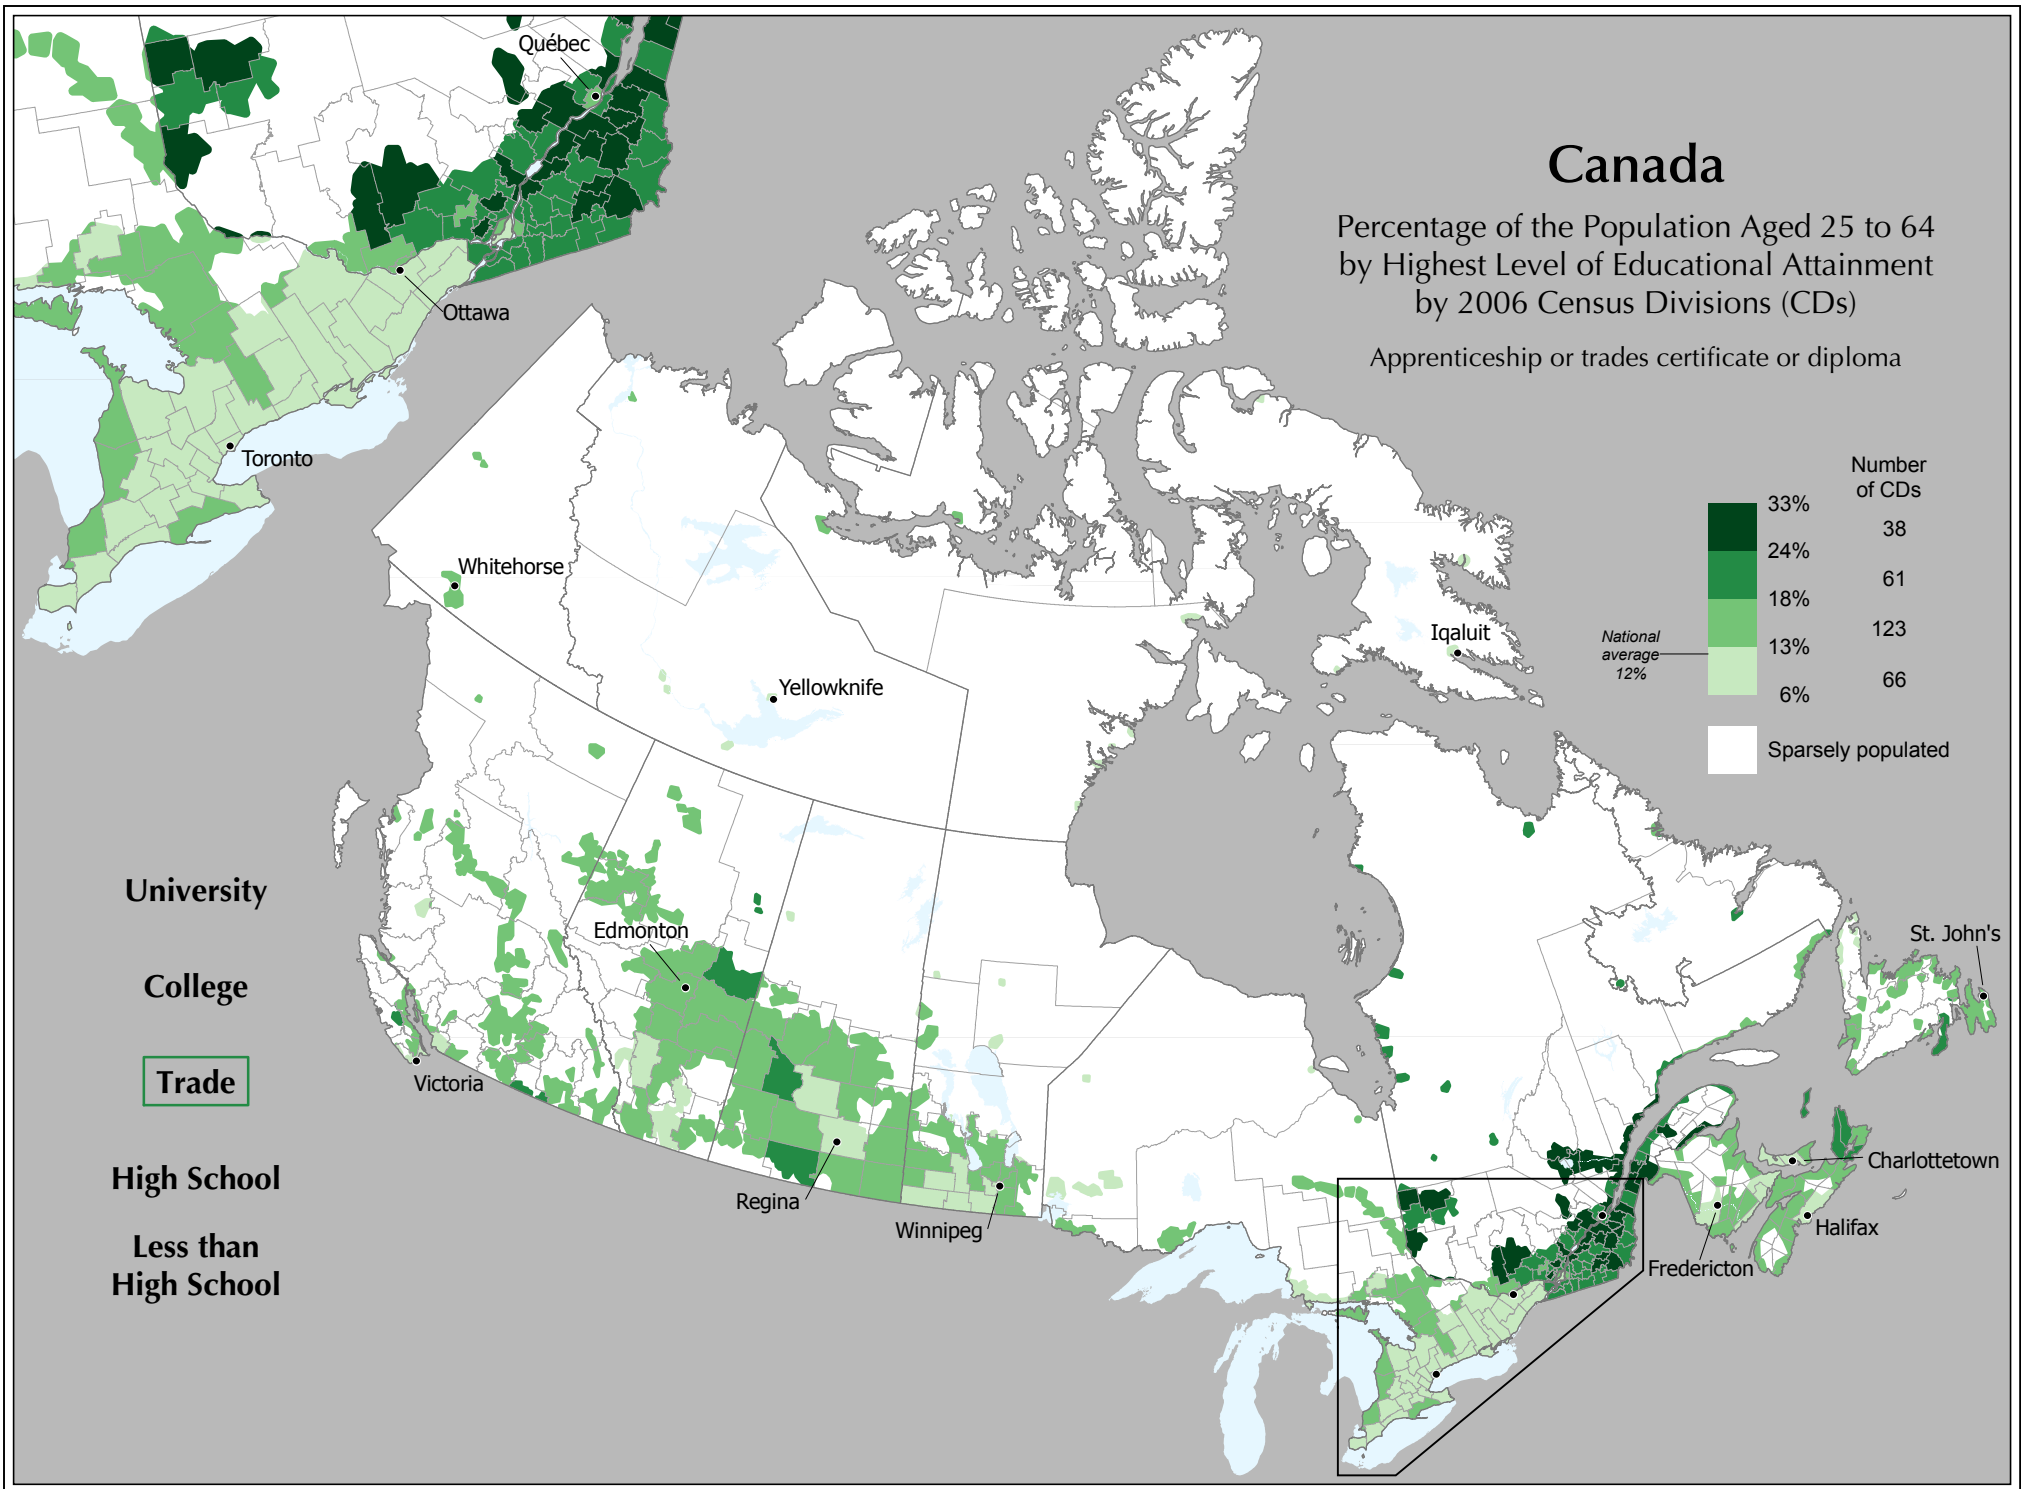 Canada
Percentage of the Population Aged 25 to 64
by Highest Level of Educational Attainment
by 2006 Census Divisions (CDs)
Apprenticeship or trades certificate or diploma
Number
of CDs
33%
38
24%
61
18%
123
13%
66
6%
National
average
12%
Sparsely populated
Québec
Ottawa
Toronto
Whitehorse
Yellowknife
Iqaluit
Edmonton
Victoria
Regina
Winnipeg
St. John's
Charlottetown
Halifax
Fredericton
University
College
Trade
High School
Less than
High School